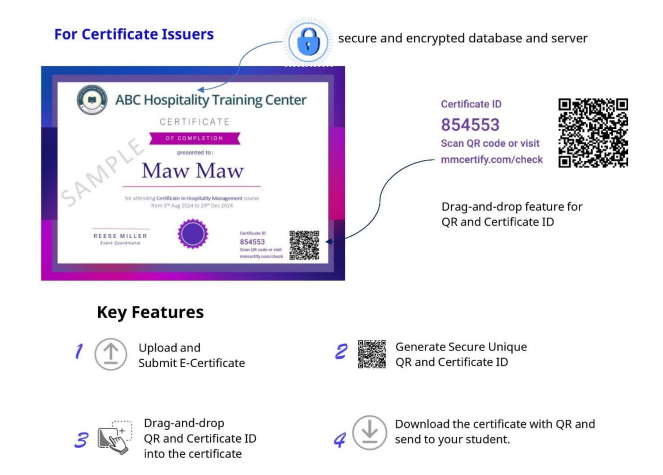 For Certificate Issuers
secure and encrypted database and server
ABC Hospitality Training Center
CERTIFICATE
OF COMPLETION
presented to :
SAMPLE
Maw Maw
for attending Certificate in Hospitality Management course
from 3rd Aug 2024 to 29th Dec 2024
REESE MILLER
Event Coordinator
Certificate ID
854553
Scan QR code or visit
mmcertify.com/check
Certificate ID
854553
Scan QR code or visit
mmcertify.com/check
Drag-and-drop feature for
QR and Certificate ID
Key Features
1
Upload and
Submit E-Certificate
2
Generate Secure Unique
QR and Certificate ID
3
Drag-and-drop
QR and Certificate ID
into the certificate
4
Download the certificate with QR and
send to your student.